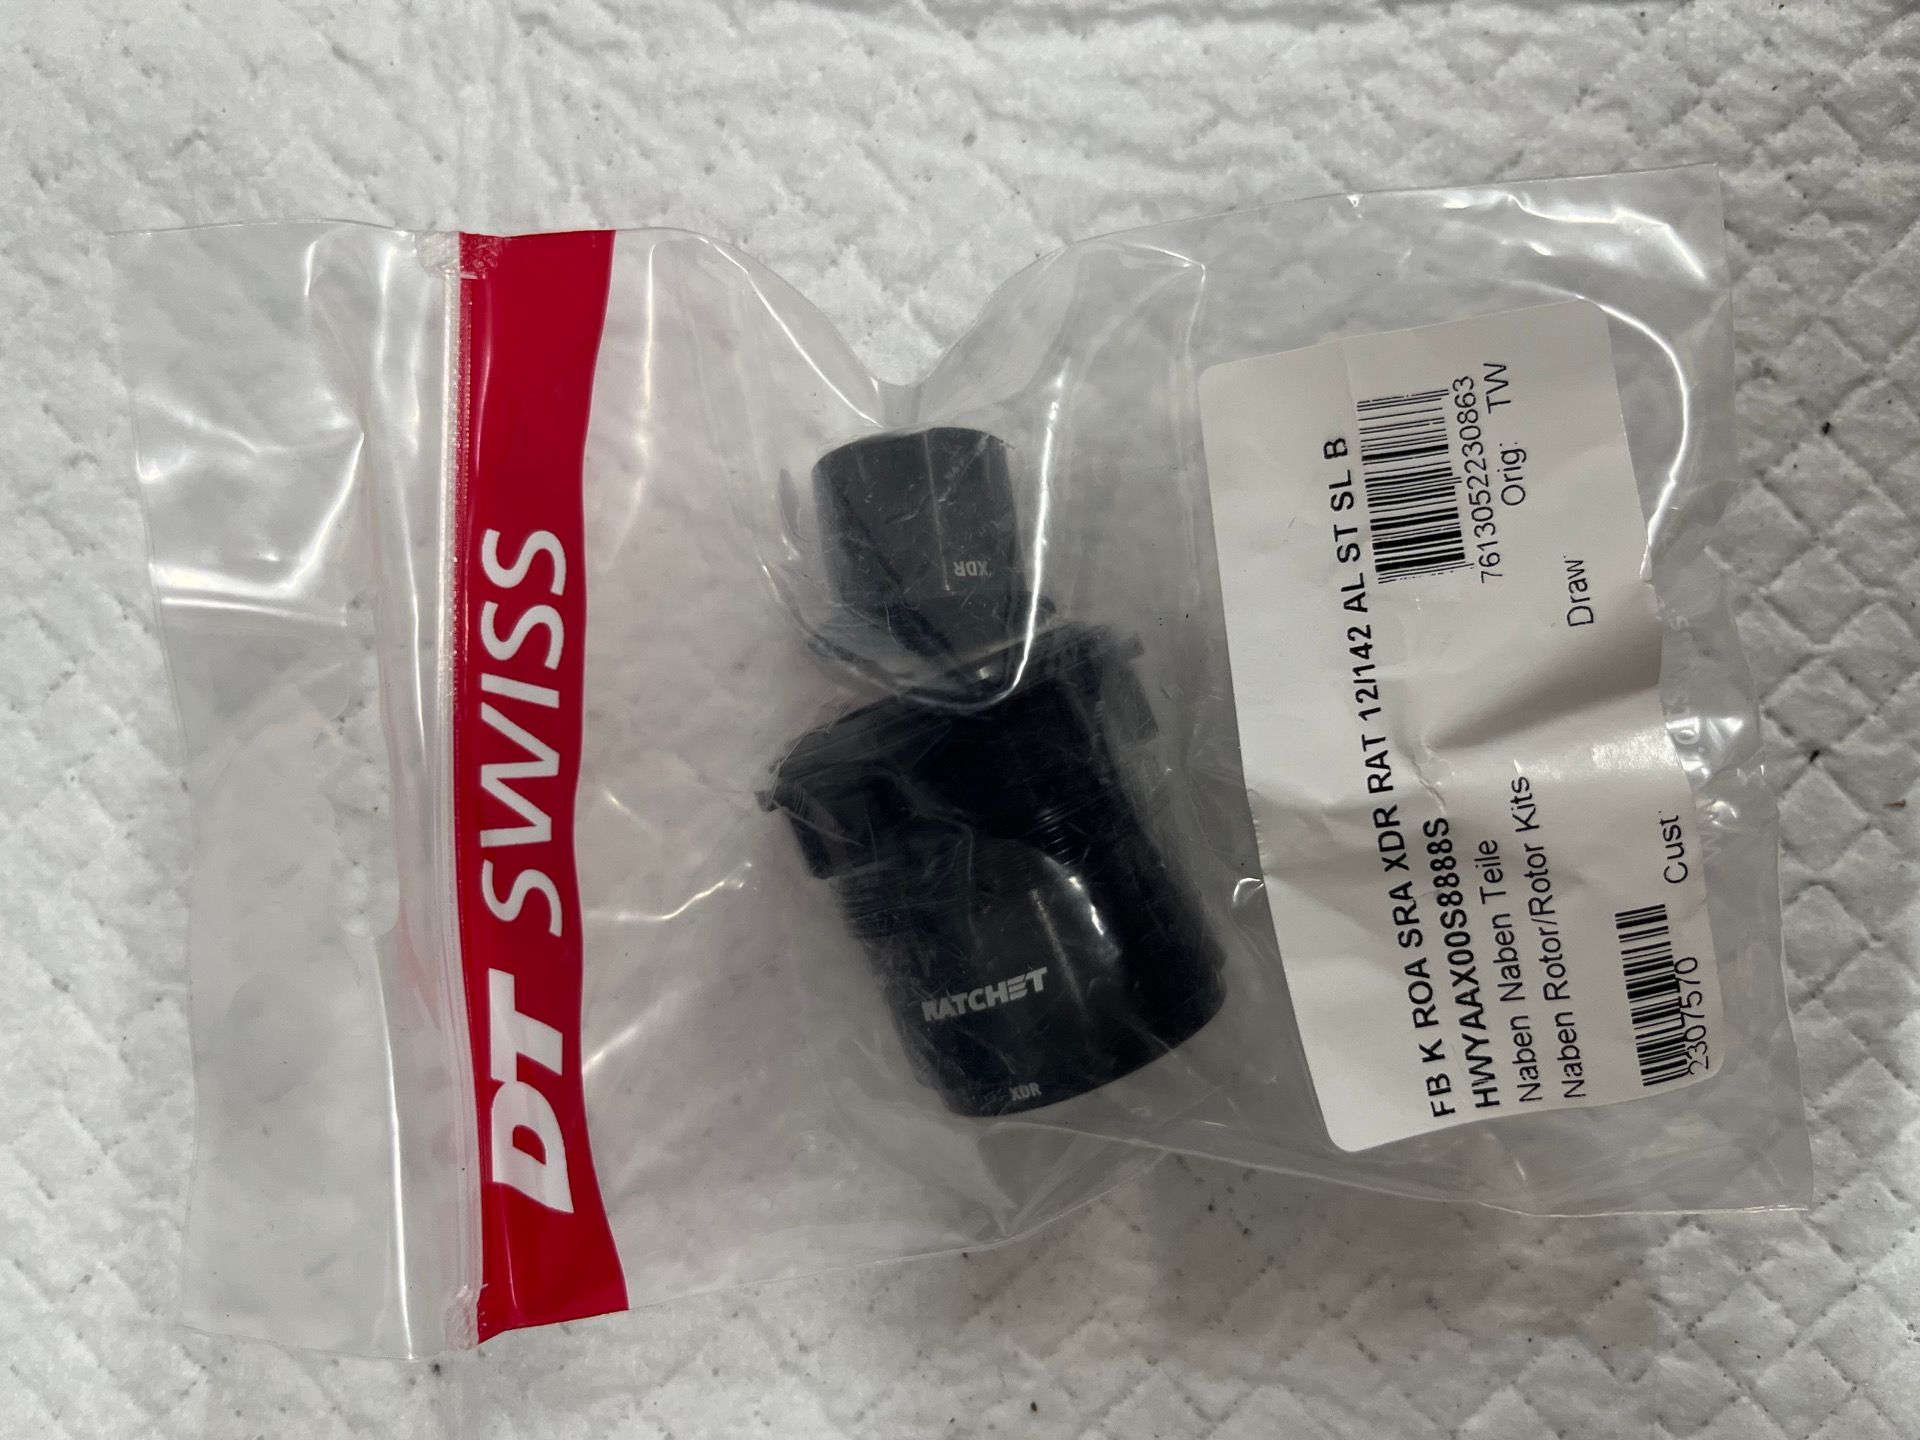 DT SWISS
XDR
RATCHET
XDR
FB K ROA SRA XDR RAT 12/142 AL ST SL B
HWYAAX00S8888S
Naben Naben Teile
Naben Rotor/Rotor Kits
7613052230863
Orig. TW
Draw
2307570
Cust